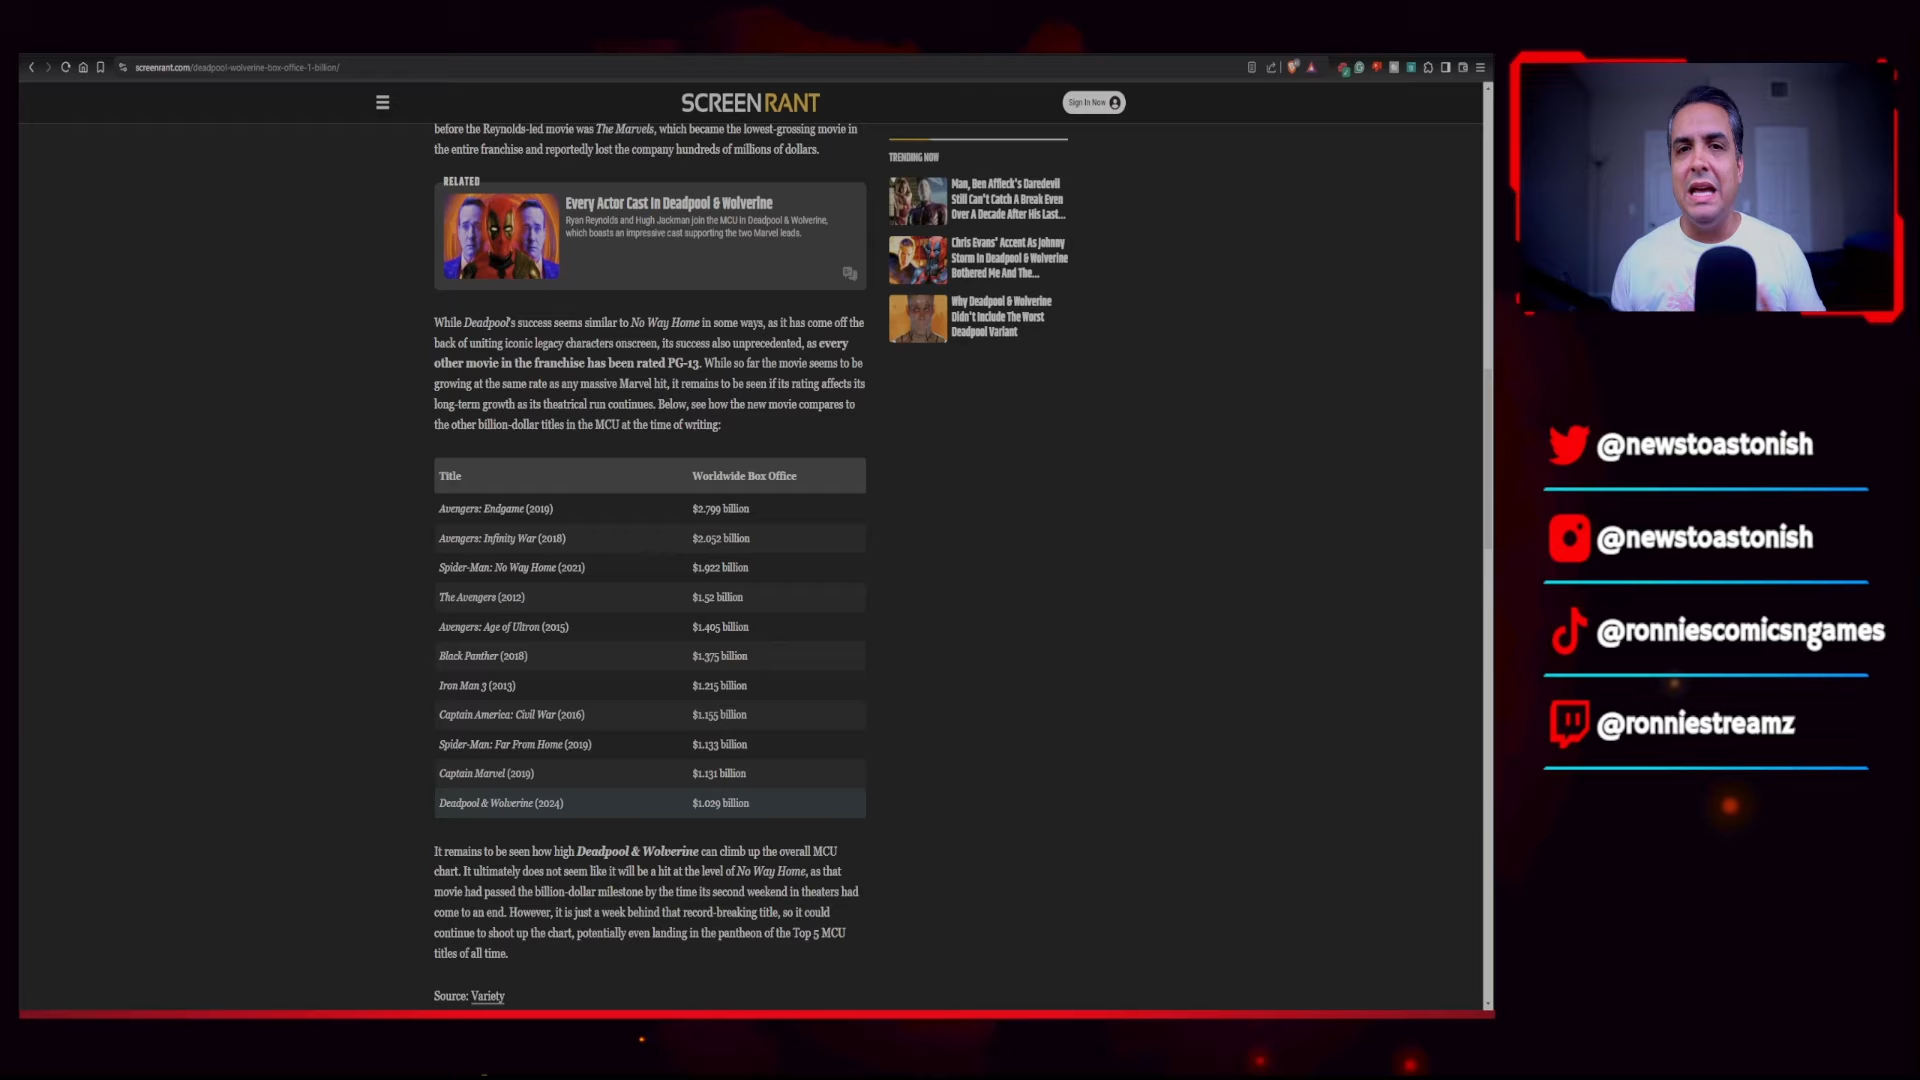 screenrant.com/deadpool-wolverine-box-office-1-billion/
SCREENRANT
Sign In Now
before the Reynolds-led movie was The Marvels, which became the lowest-grossing movie in
the entire franchise and reportedly lost the company hundreds of millions of dollars.
RELATED
Every Actor Cast In Deadpool & Wolverine
Ryan Reynolds and Hugh Jackman join the MCU in Deadpool & Wolverine,
which boasts an impressive cast supporting the two Marvel leads.
While Deadpool's success seems similar to No Way Home in some ways, as it has come off the
back of uniting iconic legacy characters onscreen, its success also unprecedented, as every
other movie in the franchise has been rated PG-13. While so far the movie seems to be
growing at the same rate as any massive Marvel hit, it remains to be seen if its rating affects its
long-term growth as its theatrical run continues. Below, see how the new movie compares to
the other billion-dollar titles in the MCU at the time of writing:
Title Worldwide Box Office
Avengers: Endgame (2019) $2.799 billion
Avengers: Infinity War (2018) $2.052 billion
Spider-Man: No Way Home (2021) $1.922 billion
The Avengers (2012) $1.52 billion
Avengers: Age of Ultron (2015) $1.405 billion
Black Panther (2018) $1.375 billion
Iron Man 3 (2013) $1.215 billion
Captain America: Civil War (2016) $1.155 billion
Spider-Man: Far From Home (2019) $1.133 billion
Captain Marvel (2019) $1.131 billion
Deadpool & Wolverine (2024) $1.029 billion
It remains to be seen how high Deadpool & Wolverine can climb up the overall MCU
chart. It ultimately does not seem like it will be a hit at the level of No Way Home, as that
movie had passed the billion-dollar milestone by the time its second weekend in theaters had
come to an end. However, it is just a week behind that record-breaking title, so it could
continue to shoot up the chart, potentially even landing in the pantheon of the Top 5 MCU
titles of all time.
Source: Variety
TRENDING NOW
Man, Ben Affleck's Daredevil
Still Can't Catch A Break Even
Over A Decade After His Last...
Chris Evans' Accent As Johnny
Storm In Deadpool & Wolverine
Bothered Me And The...
Why Deadpool & Wolverine
Didn't Include The Worst
Deadpool Variant
@newstoastonish
@newstoastonish
@ronniescomicsngames
@ronniestreamz